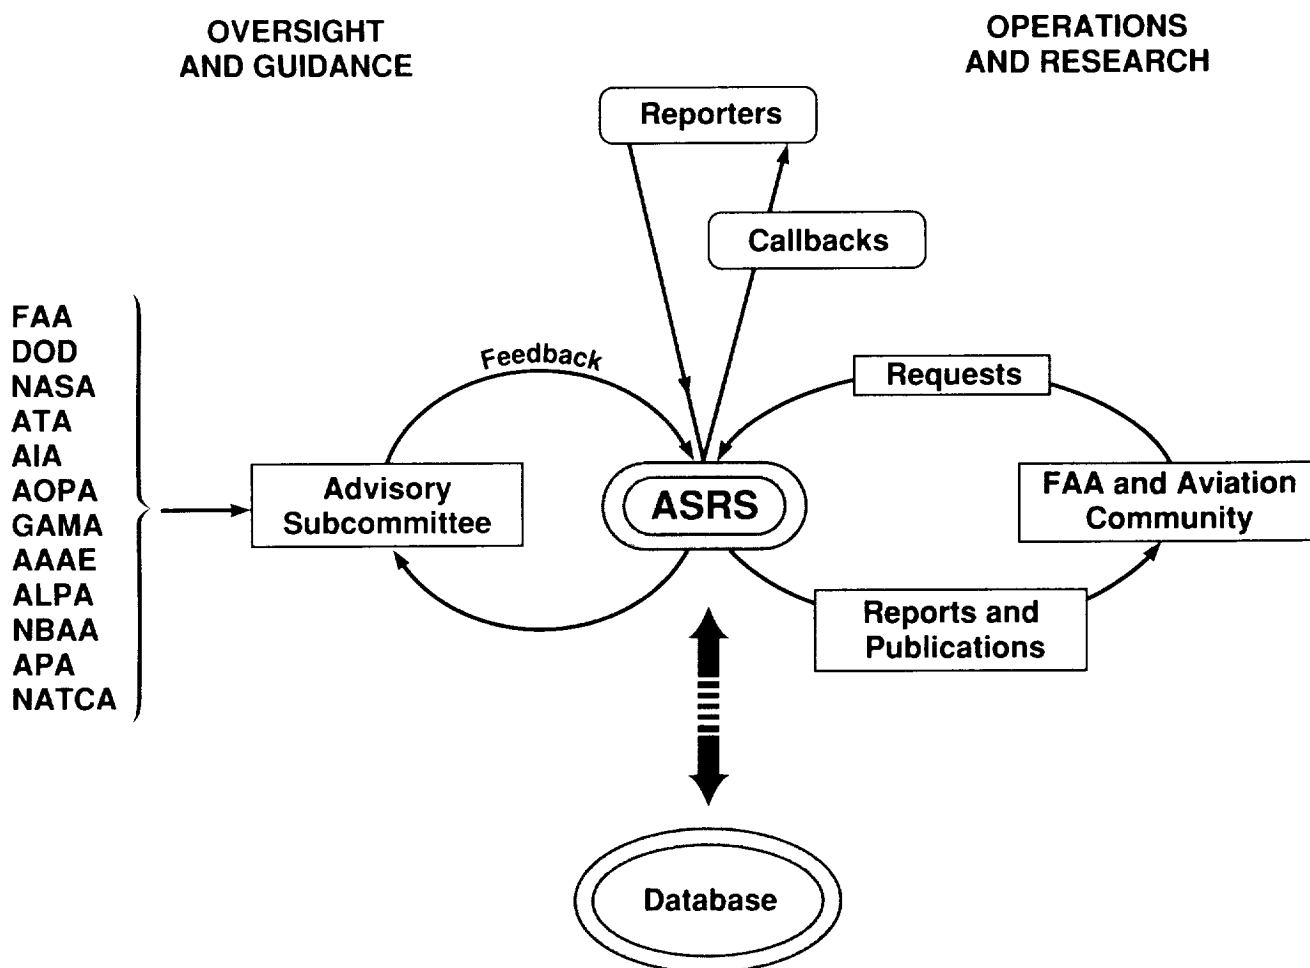 OVERSIGHT
AND GUIDANCE
OPERATIONS
AND RESEARCH
Reporters
Callbacks
FAA
DOD
NASA
ATA
AIA
AOPA
GAMA
AAAE
ALPA
NBAA
APA
NATCA
Feedback
Requests
Advisory
Subcommittee
ASRS
FAA and Aviation
Community
Reports and
Publications
Database